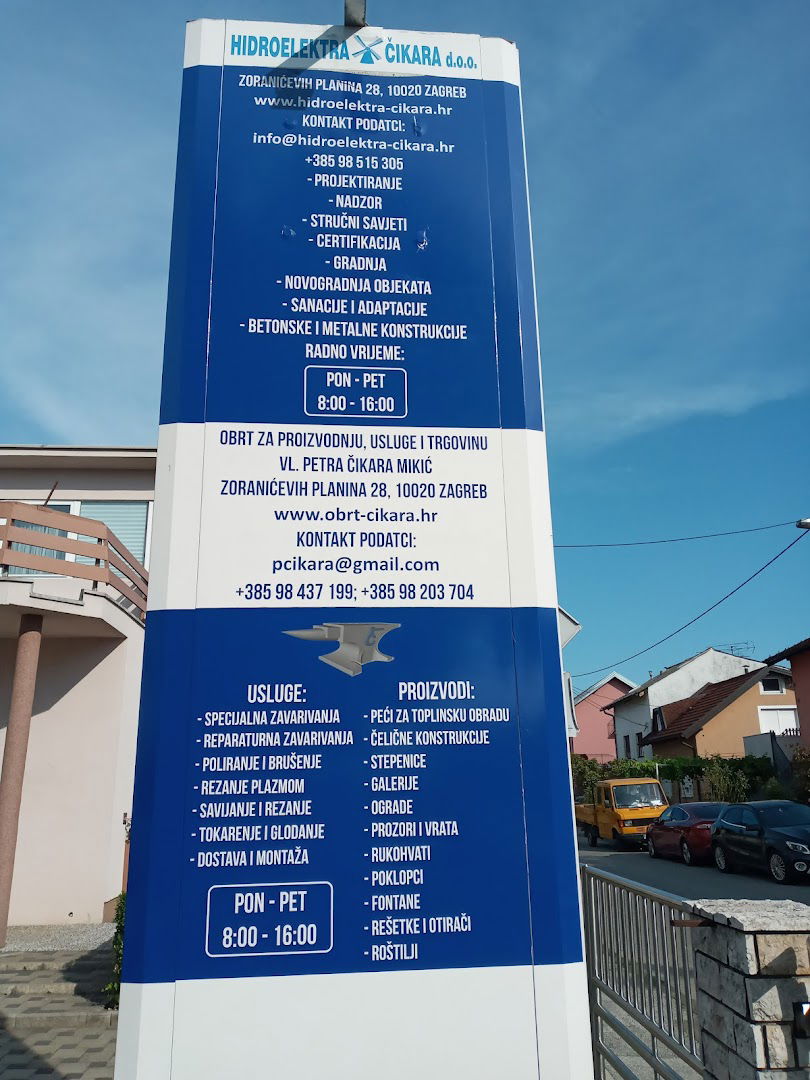 HIDROELEKTRA ČIKARA d.o.o.
ZORANIĆEVIH PLANINA 28, 10020 ZAGREB
www.hidroelektra-cikara.hr
KONTAKT PODATCI:
info@hidroelektra-cikara.hr
+385 98 515 305
- PROJEKTIRANJE
- NADZOR
- STRUČNI SAVJETI
- CERTIFIKACIJA
- GRADNJA
- NOVOGRADNJA OBJEKATA
- SANACIJE I ADAPTACIJE
- BETONSKE I METALNE KONSTRUKCIJE
RADNO VRIJEME:
PON - PET
8:00 - 16:00
OBRT ZA PROIZVODNJU, USLUGE I TRGOVINU
VL. PETRA ČIKARA MIKIĆ
ZORANIĆEVIH PLANINA 28, 10020 ZAGREB
www.obrt-cikara.hr
KONTAKT PODATCI:
pcikara@gmail.com
+385 98 437 199; +385 98 203 704
USLUGE:
- SPECIJALNA ZAVARIVANJA
- REPARATURNA ZAVARIVANJA
- POLIRANJE I BRUŠENJE
- REZANJE PLAZMOM
- SAVIJANJE I REZANJE
- TOKARENJE I GLODANJE
- DOSTAVA I MONTAŽA
PON - PET
8:00 - 16:00
PROIZVODI:
- PEĆI ZA TOPLINSKU OBRADU
- ČELIČNE KONSTRUKCIJE
- STEPENICE
- GALERIJE
- OGRADE
- PROZORI I VRATA
- RUKOHVATI
- POKLOPCI
- FONTANE
- REŠETKE I OTIRAČI
- ROŠTILJI